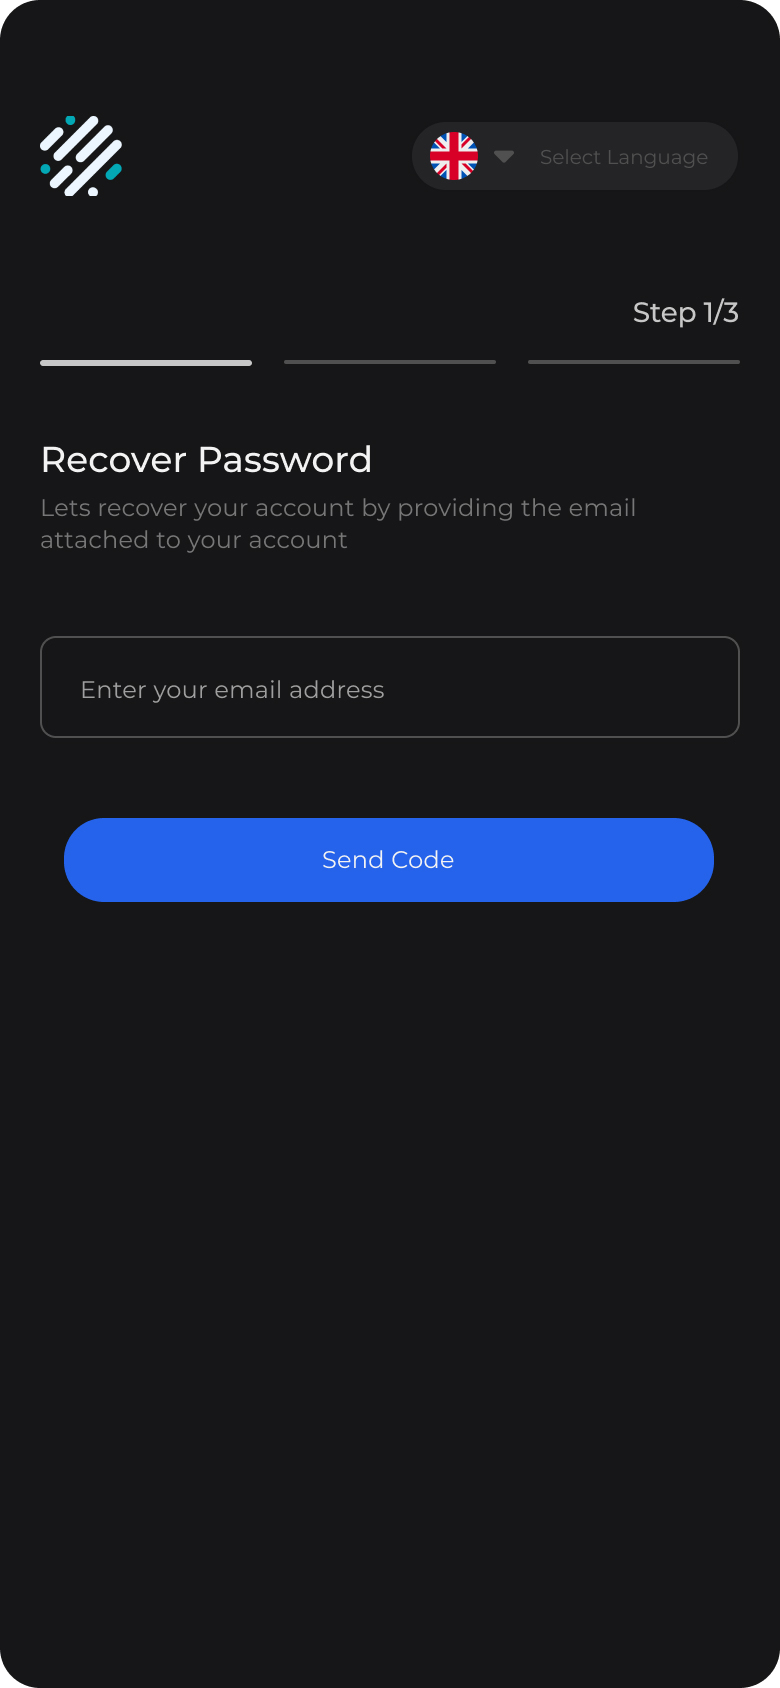 Select Language
Step 1/3
Recover Password
Lets recover your account by providing the email
attached to your account
Enter your email address
Send Code